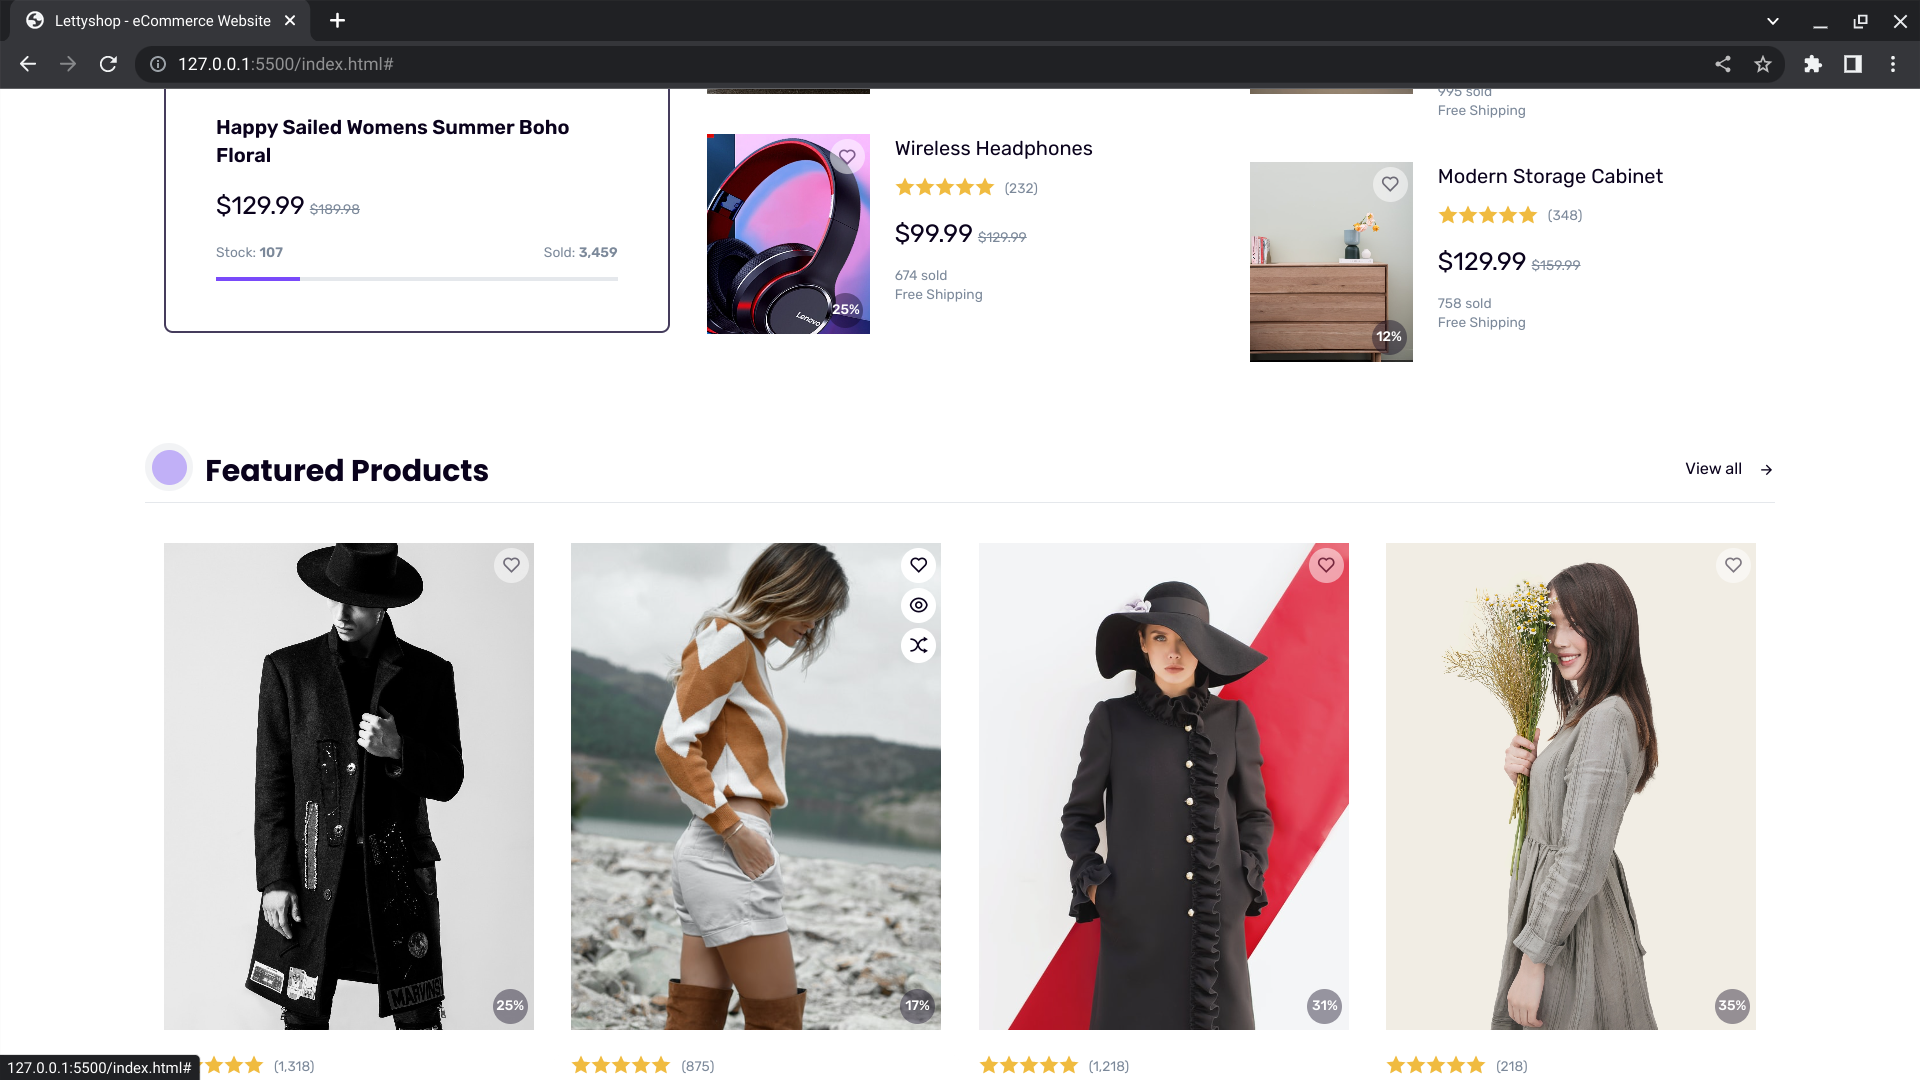 Lettyshop - eCommerce Website
127.0.0.1:5500/index.html#
Happy Sailed Womens Summer Boho
Floral
$129.99 $189.98
Stock: 107 Sold: 3,459
Lenovo
25%
Wireless Headphones
(232)
$99.99 $129.99
674 sold
Free Shipping
995 sold
Free Shipping
12%
Modern Storage Cabinet
(348)
$129.99 $159.99
758 sold
Free Shipping
Featured Products
View all
MARVINS
25%
17%
31%
35%
(1,318)
(875)
(1,218)
(218)
127.0.0.1:5500/index.html#